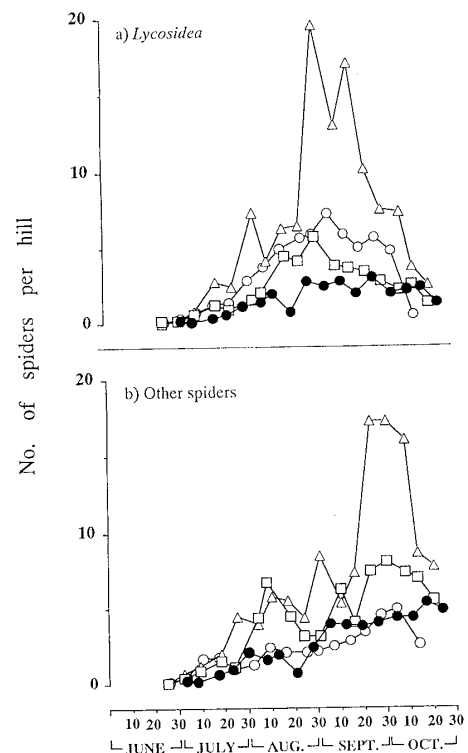 20
a) Lycosidea
10
0
No. of spiders per hill
20
b) Other spiders
10
0
10 20 30 10 20 30 10 20 30 10 20 30 10 20
JUNE JULY AUG. SEPT. OCT.